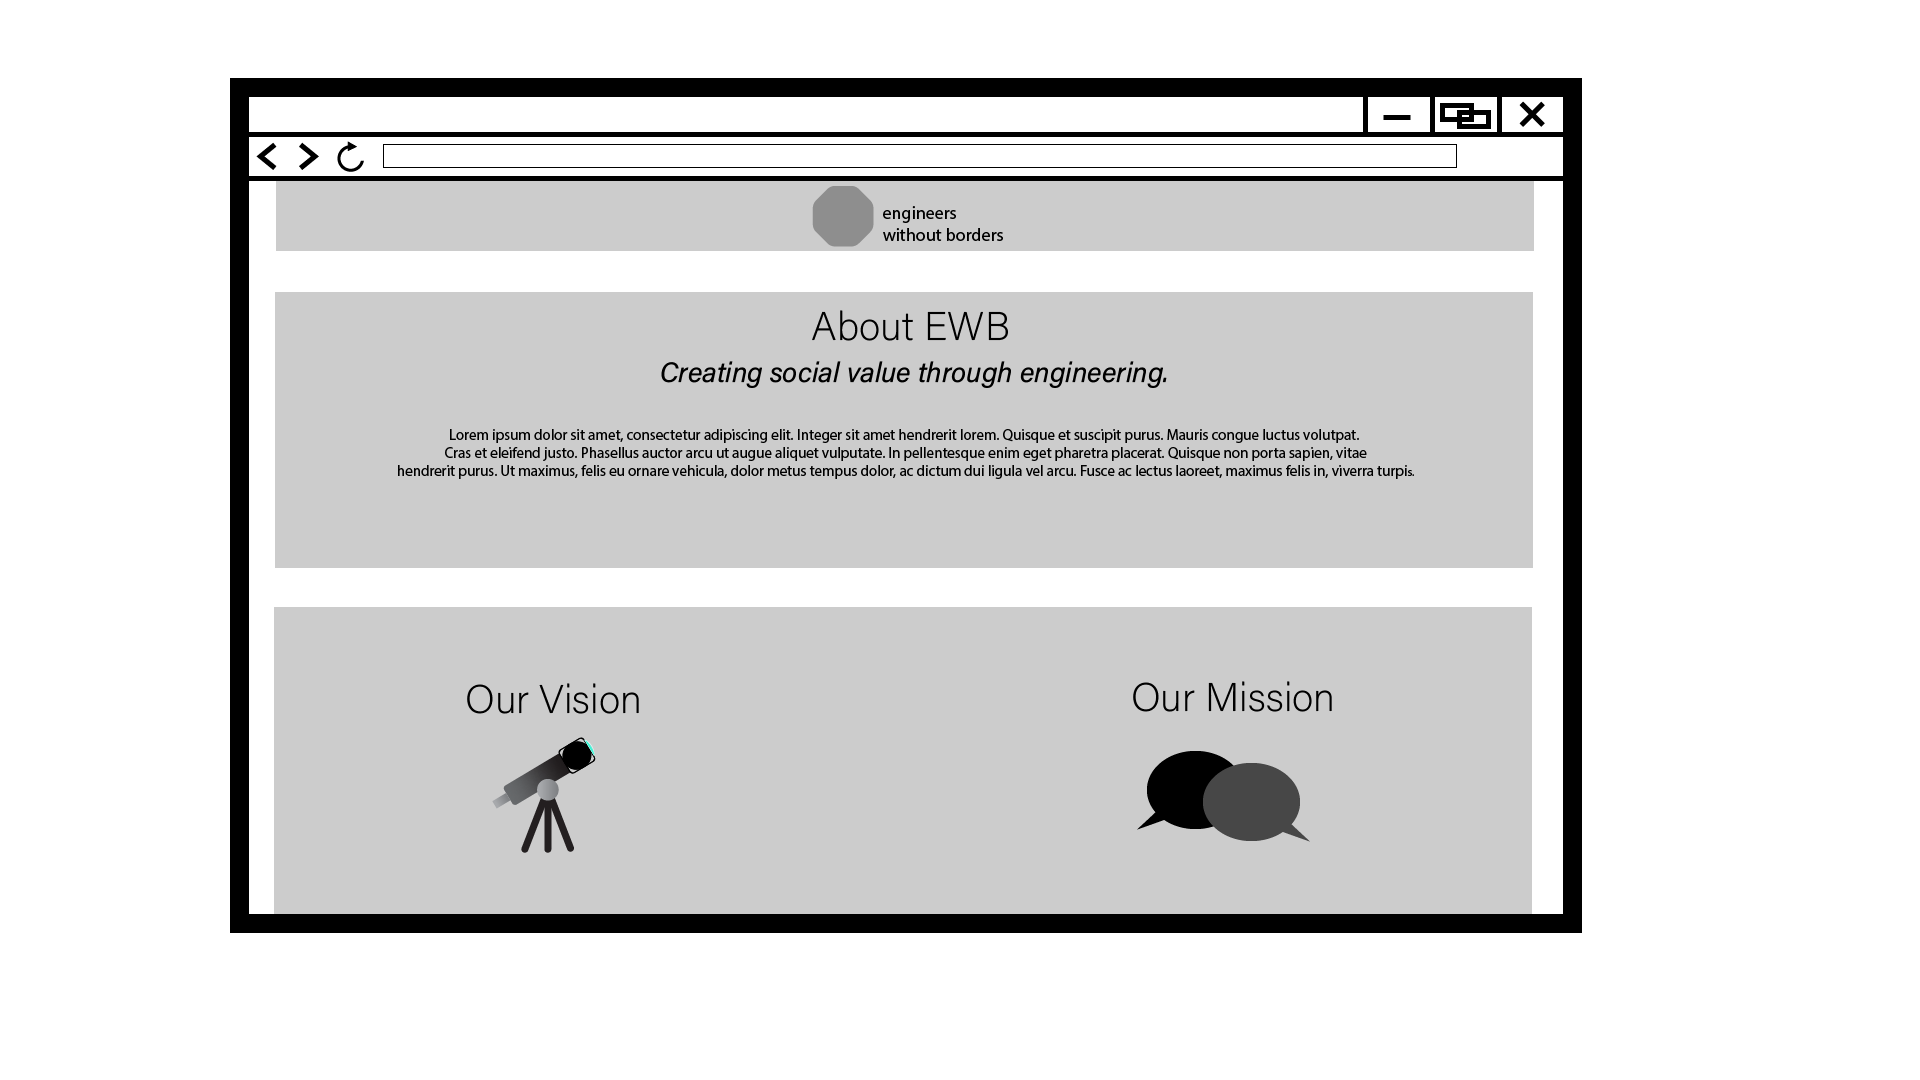 engineers
without borders
About EWB
Creating social value through engineering.
Lorem ipsum dolor sit amet, consectetur adipiscing elit. Integer sit amet hendrerit lorem. Quisque et suscipit purus. Mauris congue luctus volutpat.
Cras et eleifend justo. Phasellus auctor arcu ut augue aliquet vulputate. In pellentesque enim eget pharetra placerat. Quisque non porta sapien, vitae
hendrerit purus. Ut maximus, felis eu ornare vehicula, dolor metus tempus dolor, ac dictum dui ligula vel arcu. Fusce ac lectus laoreet, maximus felis in, viverra turpis.
Our Vision
Our Mission